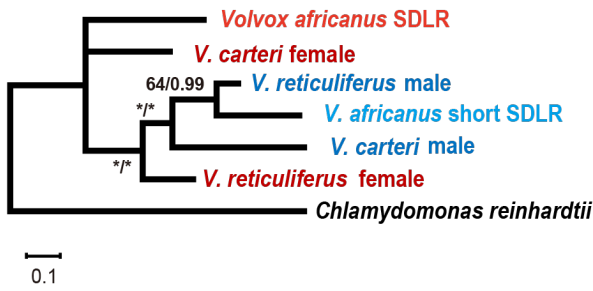 Volvox africanus SDLR
V. carteri female
64/0.99
V. reticuliferus male
*/*
V. africanus short SDLR
V. carteri male
*/*
V. reticuliferus female
Chlamydomonas reinhardtii
0.1